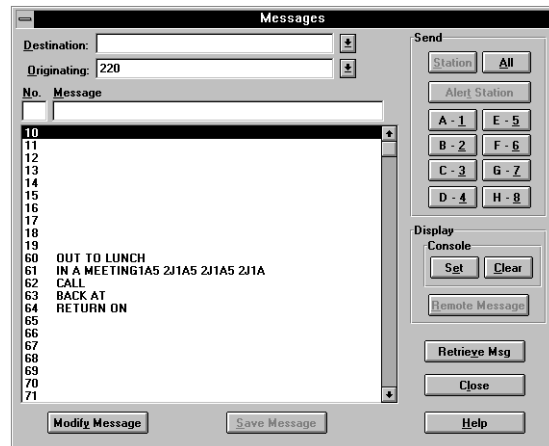 Messages
Destination:
Originating: 220
No. Message
10
11
12
13
14
15
16
17
18
19
60 OUT TO LUNCH
61 IN A MEETING1A5 2J1A5 2J1A5 2J1A
62 CALL
63 BACK AT
64 RETURN ON
65
66
67
68
69
70
71
Modify Message
Save Message
Send
Station All
Alert Station
A - 1 E - 5
B - 2 F - 6
C - 3 G - 7
D - 4 H - 8
Display
Console
Set Clear
Remote Message
Retrieve Msg
Close
Help